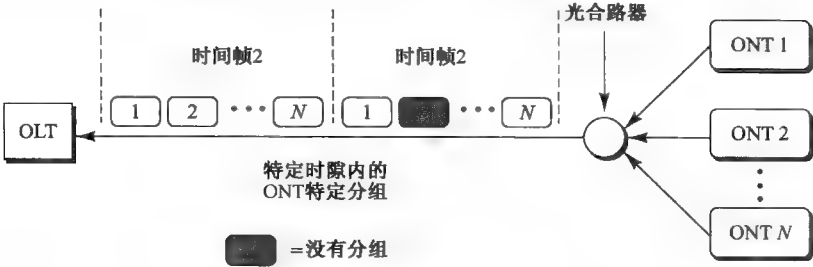 光合路器
时间帧2
时间帧2
ONT 1
OLT
1
2
N
1
N
ONT 2
特定时隙内的
ONT特定分组
ONT N
=没有分组